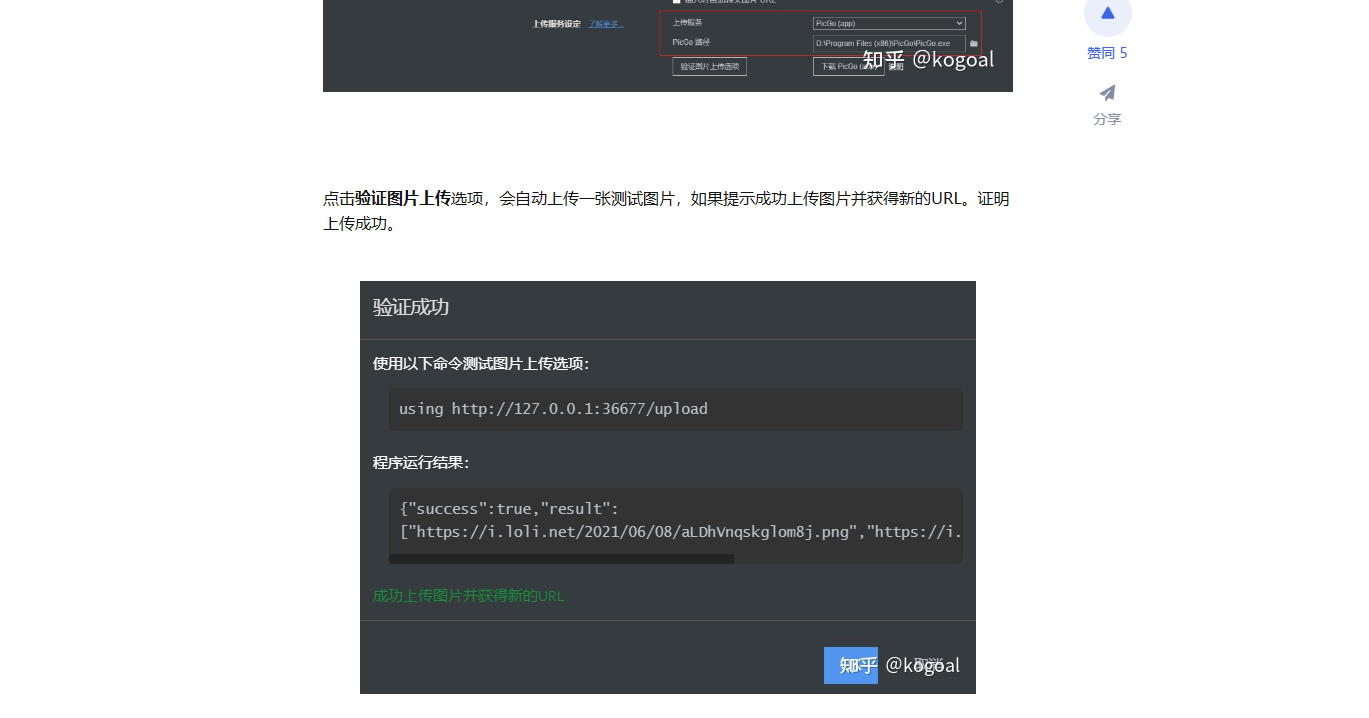 上传服务设定 了解更多...
上传服务 PicGo (app)
PicGo 路径 D:\Program Files (x86)\PicGo\PicGo.exe
验证图片上传选项 下载 PicGo
知乎 @kogoal
赞同 5
分享
点击验证图片上传选项，会自动上传一张测试图片，如果提示成功上传图片并获得新的URL。证明
上传成功。
验证成功
使用以下命令测试图片上传选项：
using http://127.0.0.1:36677/upload
程序运行结果：
{"success":true,"result":
["https://i.loli.net/2021/06/08/aLDhVnqskglom8j.png","https://i.
成功上传图片并获得新的URL
知乎 @kogoal